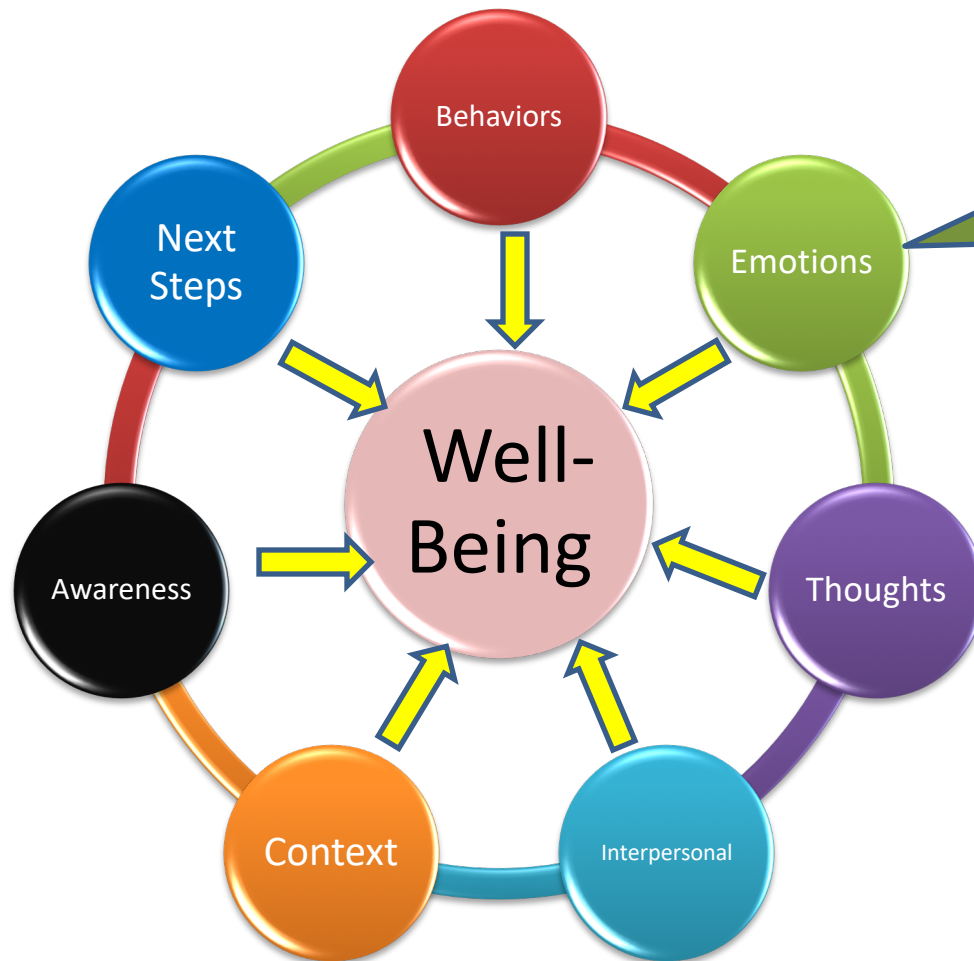 Behaviors
Emotions
Thoughts
Interpersonal
Context
Awareness
Next
Steps
Well-
Being